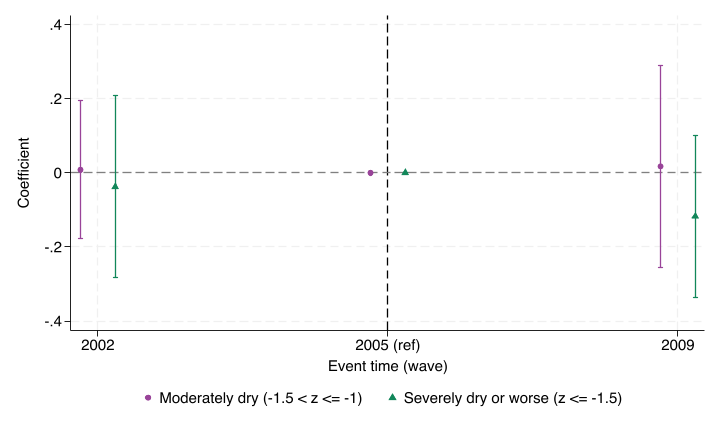 .4
.2
0
-.2
-.4
Coefficient
2002
2005 (ref)
2009
Event time (wave)
Moderately dry (-1.5 < z <= -1)
Severely dry or worse (z <= -1.5)